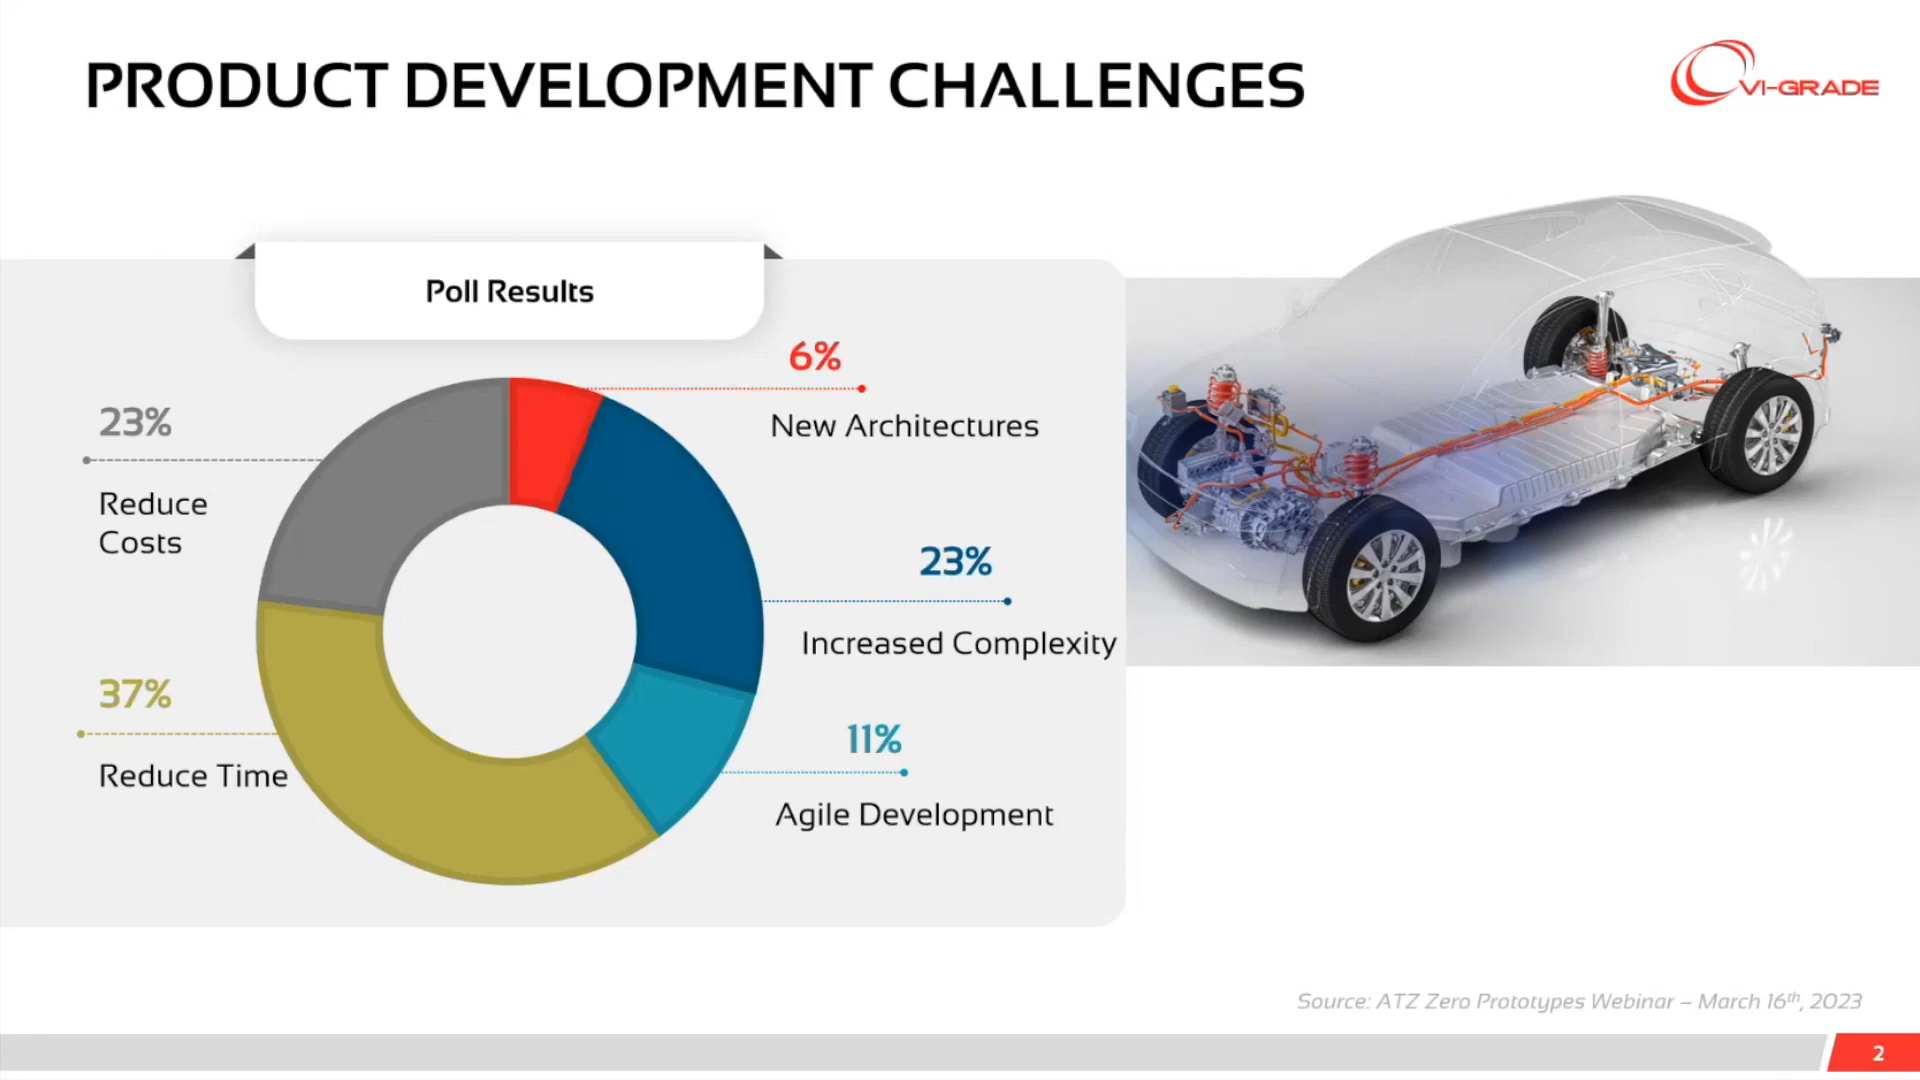 PRODUCT DEVELOPMENT CHALLENGES
VI-GRADE
Poll Results
6%
New Architectures
23%
Reduce
Costs
23%
Increased Complexity
37%
Reduce Time
11%
Agile Development
Source: ATZ Zero Prototypes Webinar – March 16th, 2023
2